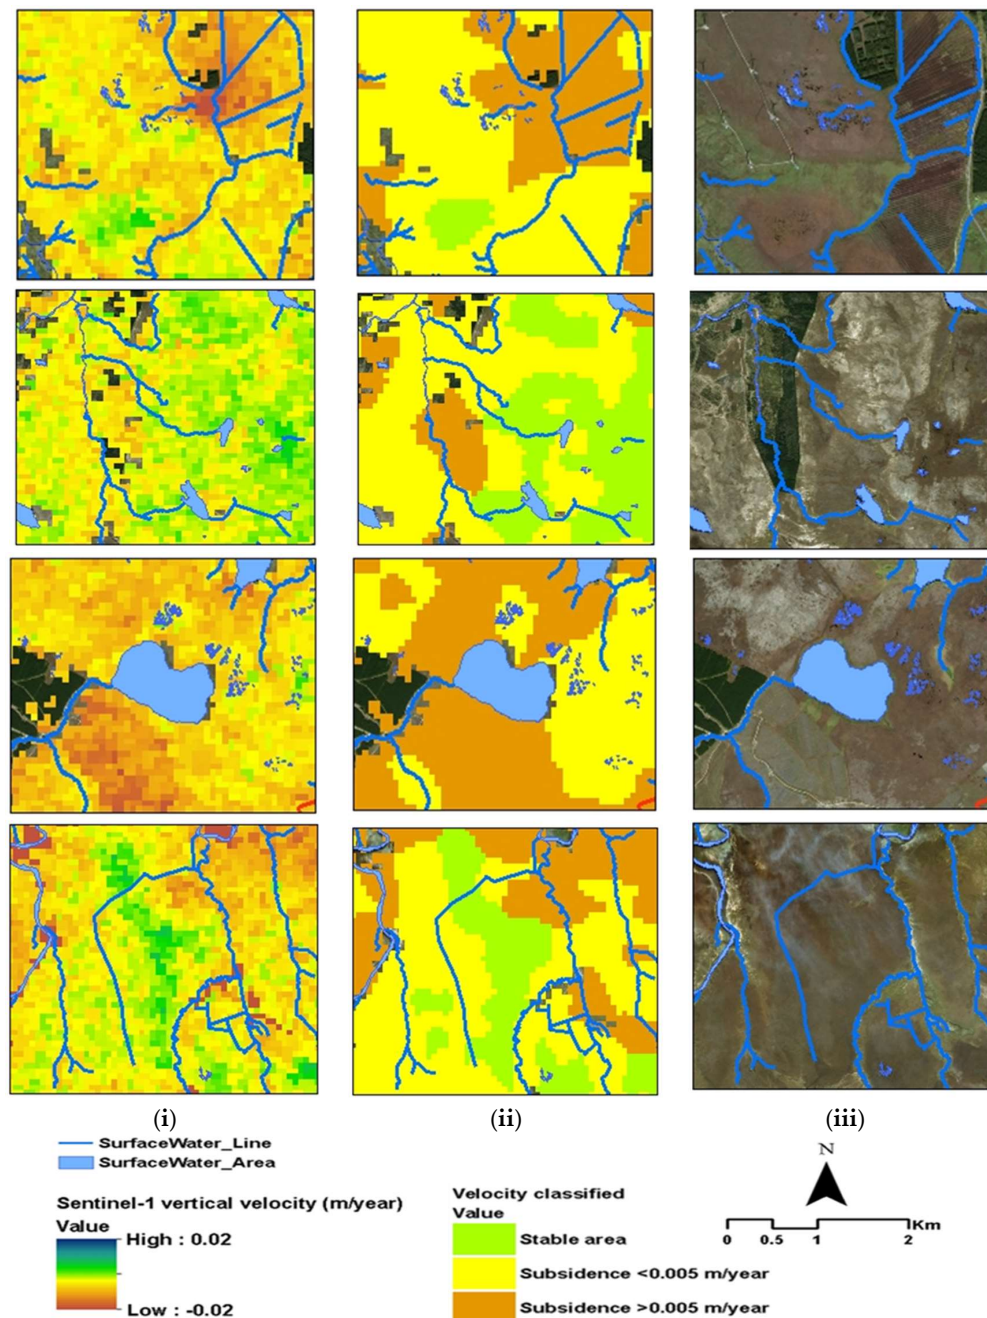 (i) (ii) (iii)
SurfaceWater_Line
SurfaceWater_Area
Sentinel-1 vertical velocity (m/year)
Value
High : 0.02
Low : -0.02
Velocity classified
Value
Stable area
Subsidence <0.005 m/year
Subsidence >0.005 m/year
N
Km
0 0.5 1 2